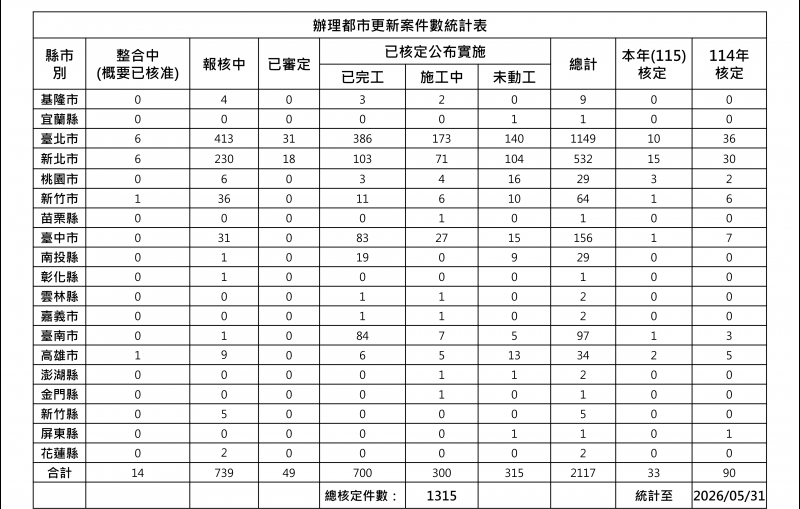 辦理都市更新案件數統計表
縣市別 整合中(概要已核准) 報核中 已審定 已核定公布實施 總計 本年(115)核定 114年核定
已完工 施工中 未動工
基隆市 0 4 0 3 2 0 9 0 0
宜蘭縣 0 0 0 0 0 1 1 0 0
臺北市 6 413 31 386 173 140 1149 10 36
新北市 6 230 18 103 71 104 532 15 30
桃園市 0 6 0 3 4 16 29 3 2
新竹市 1 36 0 11 6 10 64 1 6
苗栗縣 0 0 0 0 1 0 1 0 0
臺中市 0 31 0 83 27 15 156 1 7
南投縣 0 1 0 19 0 9 29 0 0
彰化縣 0 1 0 0 0 0 1 0 0
雲林縣 0 0 0 1 1 0 2 0 0
嘉義市 0 0 0 1 1 0 2 0 0
臺南市 0 1 0 84 7 5 97 1 3
高雄市 1 9 0 6 5 13 34 2 5
澎湖縣 0 0 0 0 1 1 2 0 0
金門縣 0 0 0 0 1 0 1 0 0
新竹縣 0 5 0 0 0 0 5 0 0
屏東縣 0 0 0 0 0 1 1 0 1
花蓮縣 0 2 0 0 0 0 2 0 0
合計 14 739 49 700 300 315 2117 33 90
總核定件數： 1315 統計至 2026/05/31